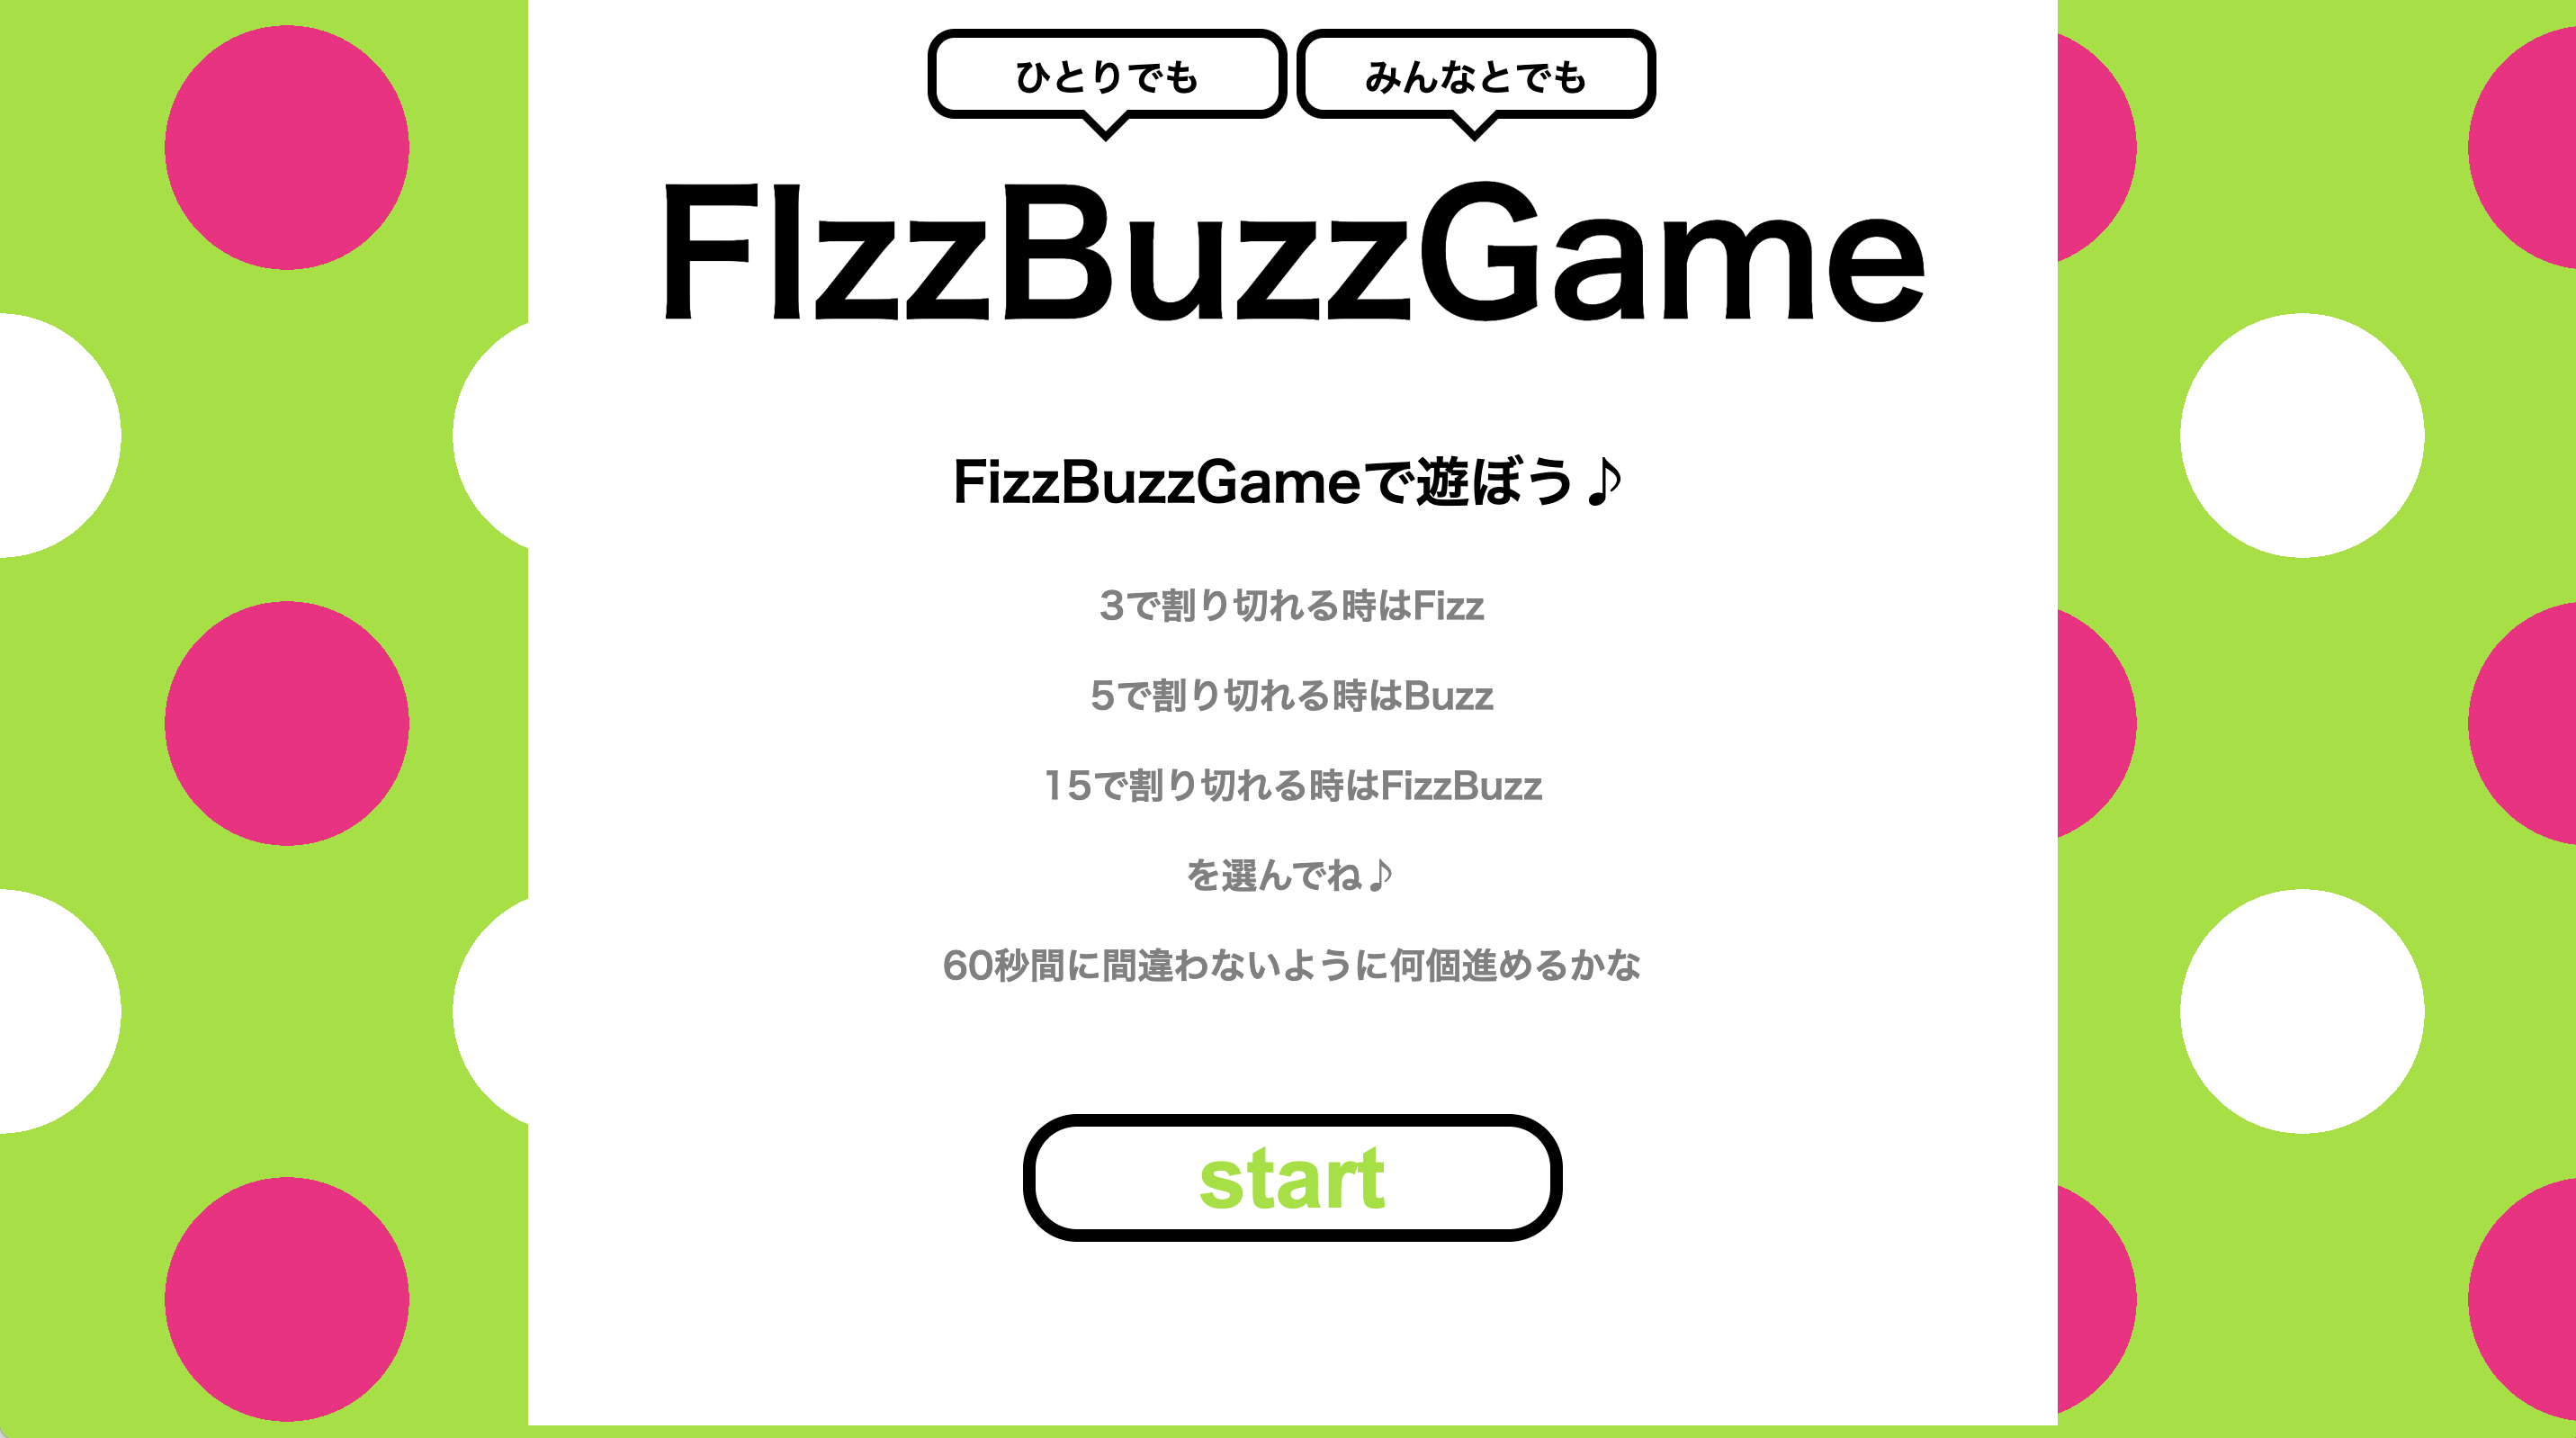 ひとりでも みんなとでも
FIzzBuzzGame
FizzBuzzGameで遊ぼう♪
3で割り切れる時はFizz
5で割り切れる時はBuzz
15で割り切れる時はFizzBuzz
を選んでね♪
60秒間に間違わないように何個進めるかな
start